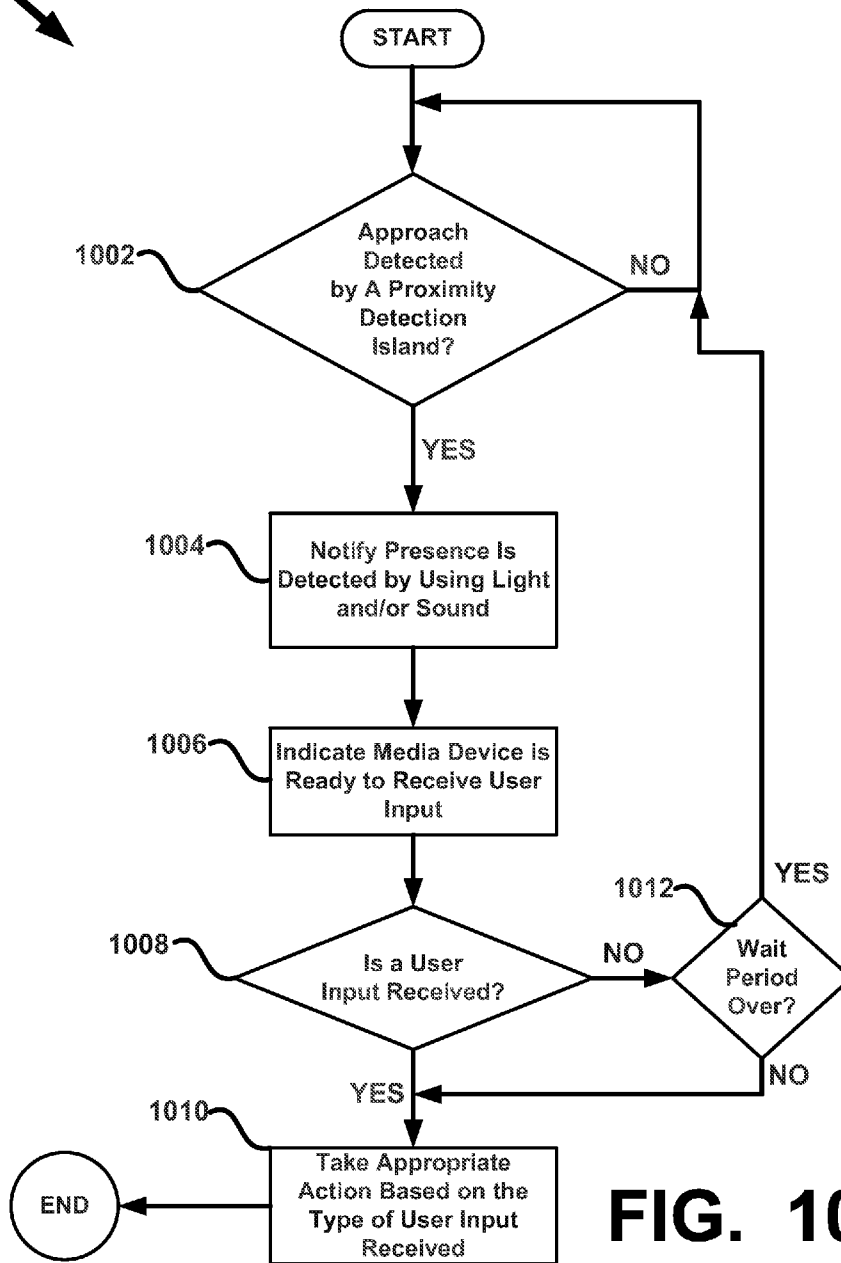 START
1002
Approach
Detected
by A Proximity
Detection
Island?
NO
YES
1004
Notify Presence Is
Detected by Using Light
and/or Sound
1006
Indicate Media Device is
Ready to Receive User
Input
1008
Is a User
Input Received?
NO
1012
YES
Wait
Period
Over?
NO
YES
1010
Take Appropriate
Action Based on the
Type of User Input
Received
END
FIG. 10